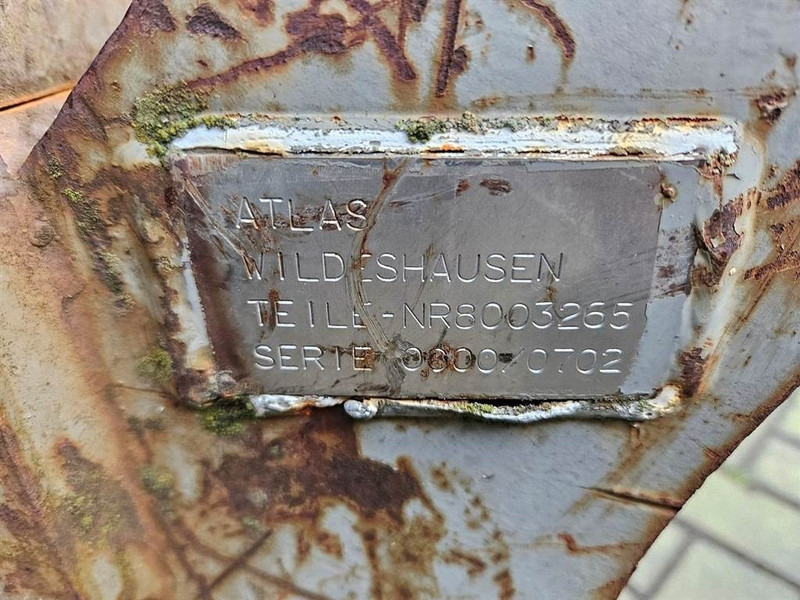 ATLAS
WILDESHAUSEN
TEILE-NR8003265
SERIE 0800/0702